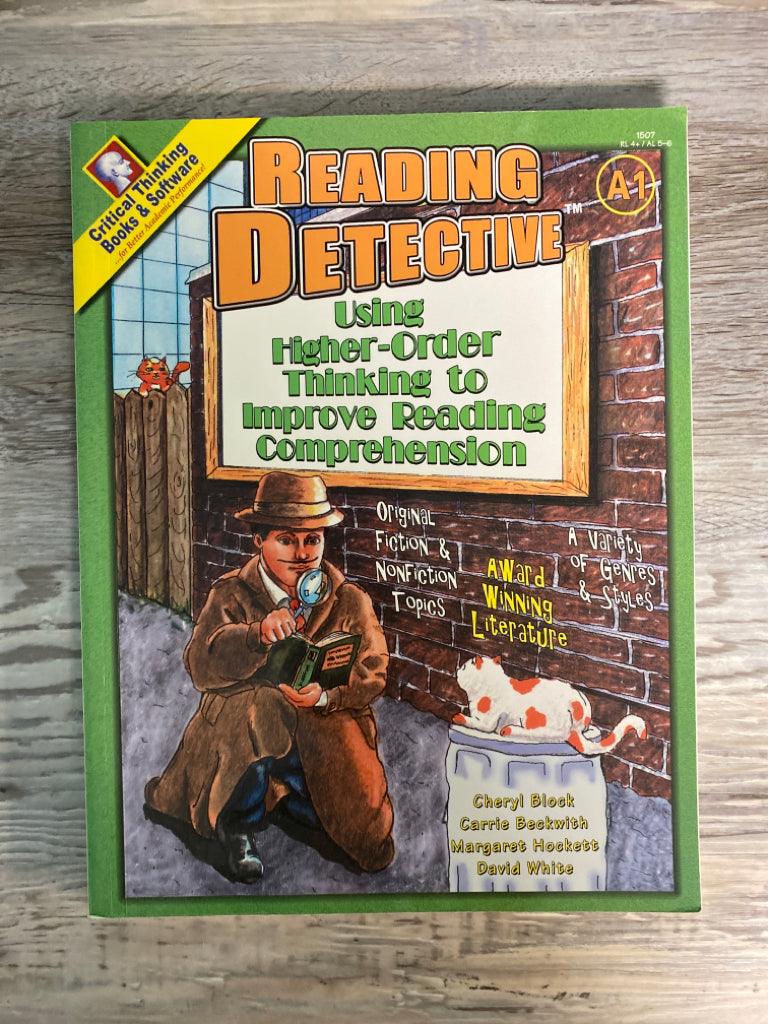 1507
RL 4+ / AL 5-6
A1
Critical Thinking
Books & Software
...for Better Academic Performance!
READING
DETECTIVE™
Using
Higher-Order
Thinking to
Improve Reading
Comprehension
Original
Fiction &
Nonfiction
Topics
Award
Winning
Literature
A Variety
of Genres
& Styles
Cheryl Block
Carrie Beckwith
Margaret Hockett
David White